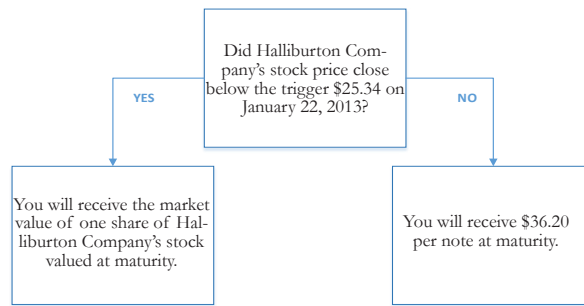 Did Halliburton Com-
pany's stock price close
below the trigger $25.34 on
January 22, 2013?
YES
NO
You will receive the market
value of one share of Hal-
liburton Company's stock
valued at maturity.
You will receive $36.20
per note at maturity.